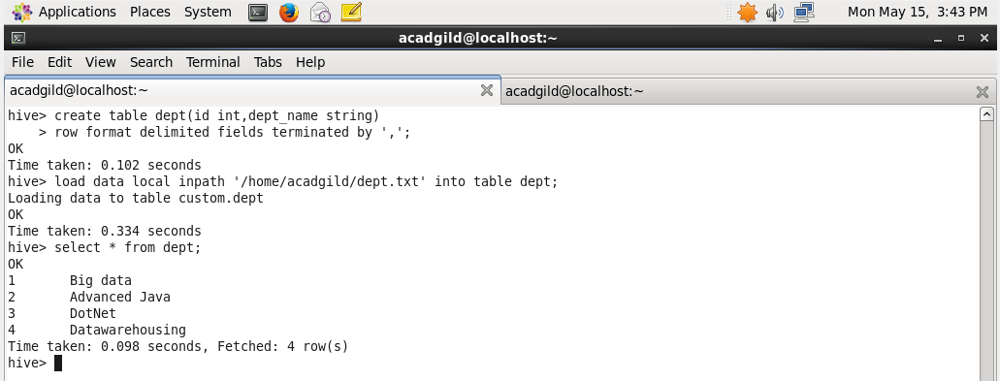 Applications Places System Mon May 15, 3:43 PM
acadgild@localhost:~
File Edit View Search Terminal Tabs Help
acadgild@localhost:~ acadgild@localhost:~
hive> create table dept(id int,dept_name string)
    > row format delimited fields terminated by ',';
OK
Time taken: 0.102 seconds
hive> load data local inpath '/home/acadgild/dept.txt' into table dept;
Loading data to table custom.dept
OK
Time taken: 0.334 seconds
hive> select * from dept;
OK
1       Big data
2       Advanced Java
3       DotNet
4       Datawarehousing
Time taken: 0.098 seconds, Fetched: 4 row(s)
hive>